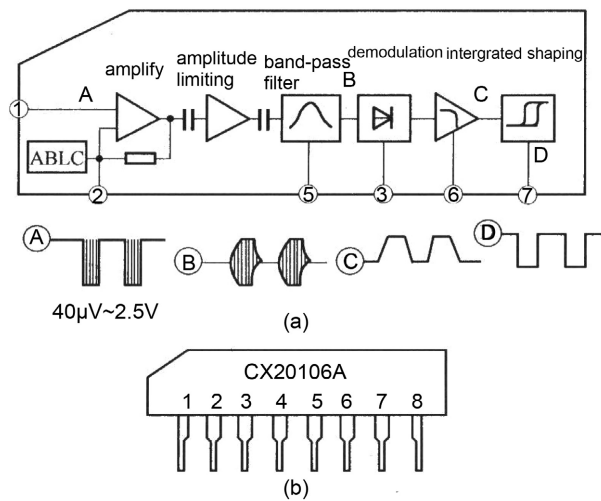 demodulation intergrated shaping
amplitude band-pass
amplify limiting filter
A B C
1
ABLC D
2 5 3 6 7
A B C D
40μV~2.5V
(a)
CX20106A
1 2 3 4 5 6 7 8
(b)